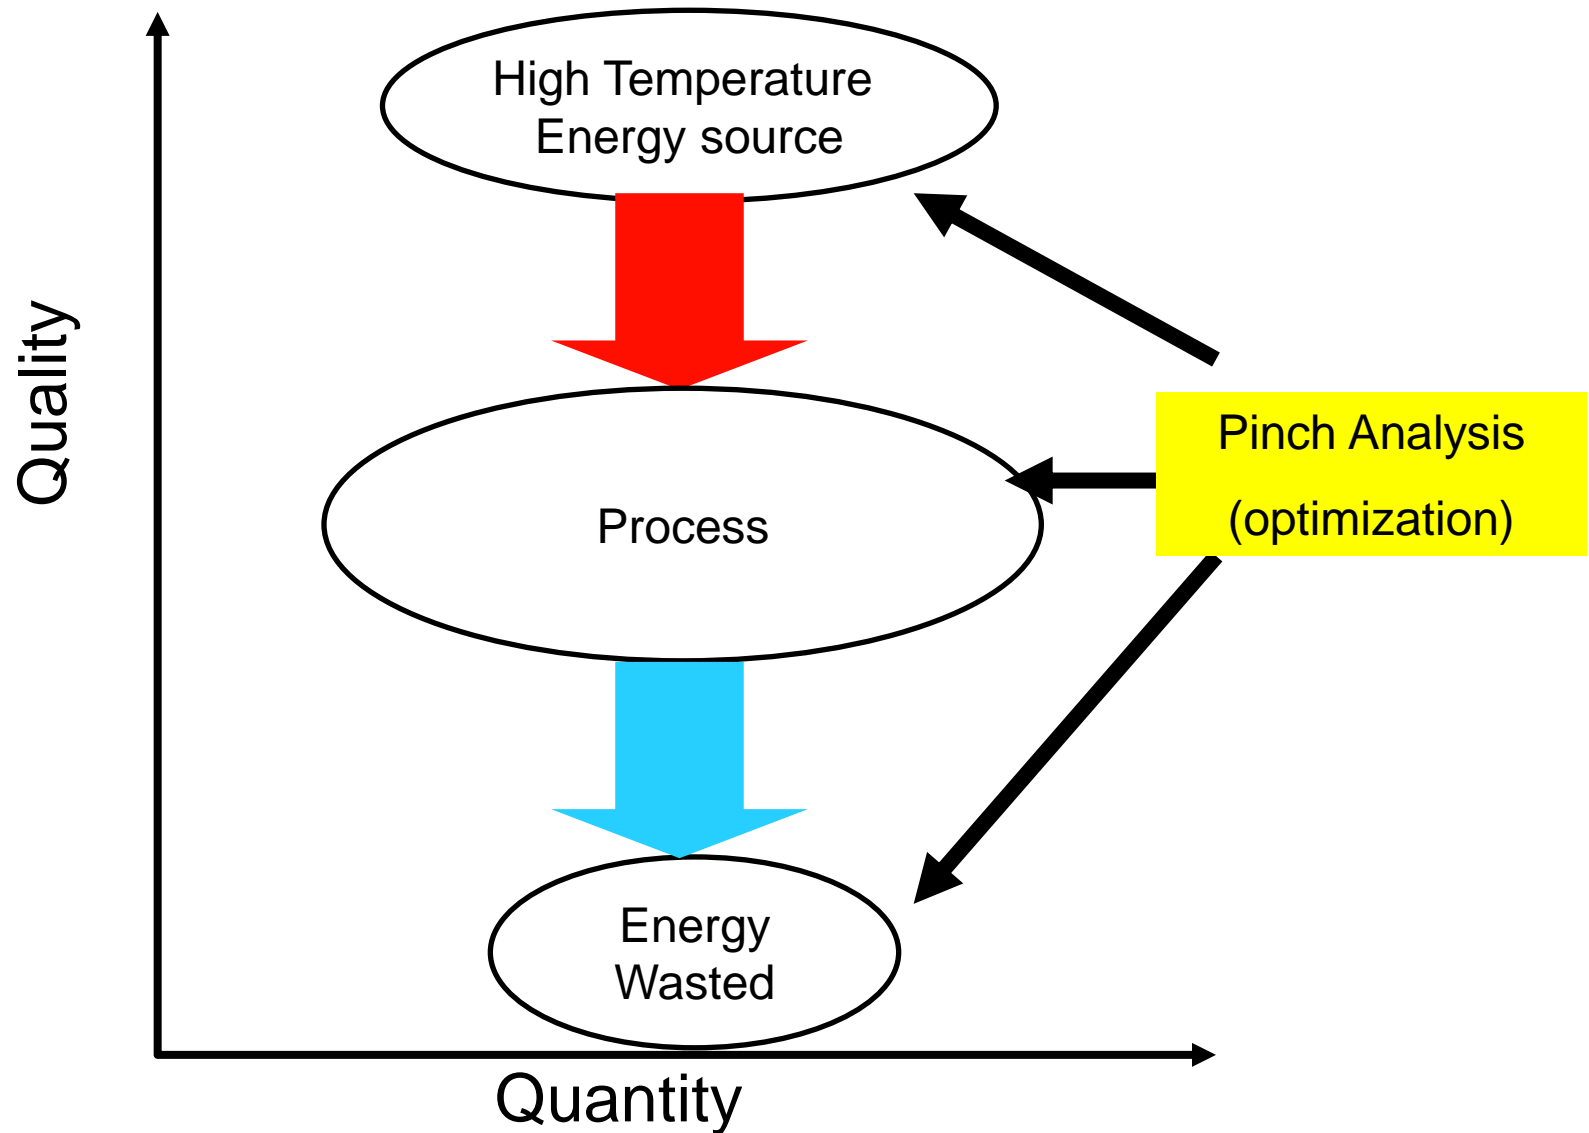 High Temperature
Energy source
Quality
Pinch Analysis
(optimization)
Process
Energy
Wasted
Quantity